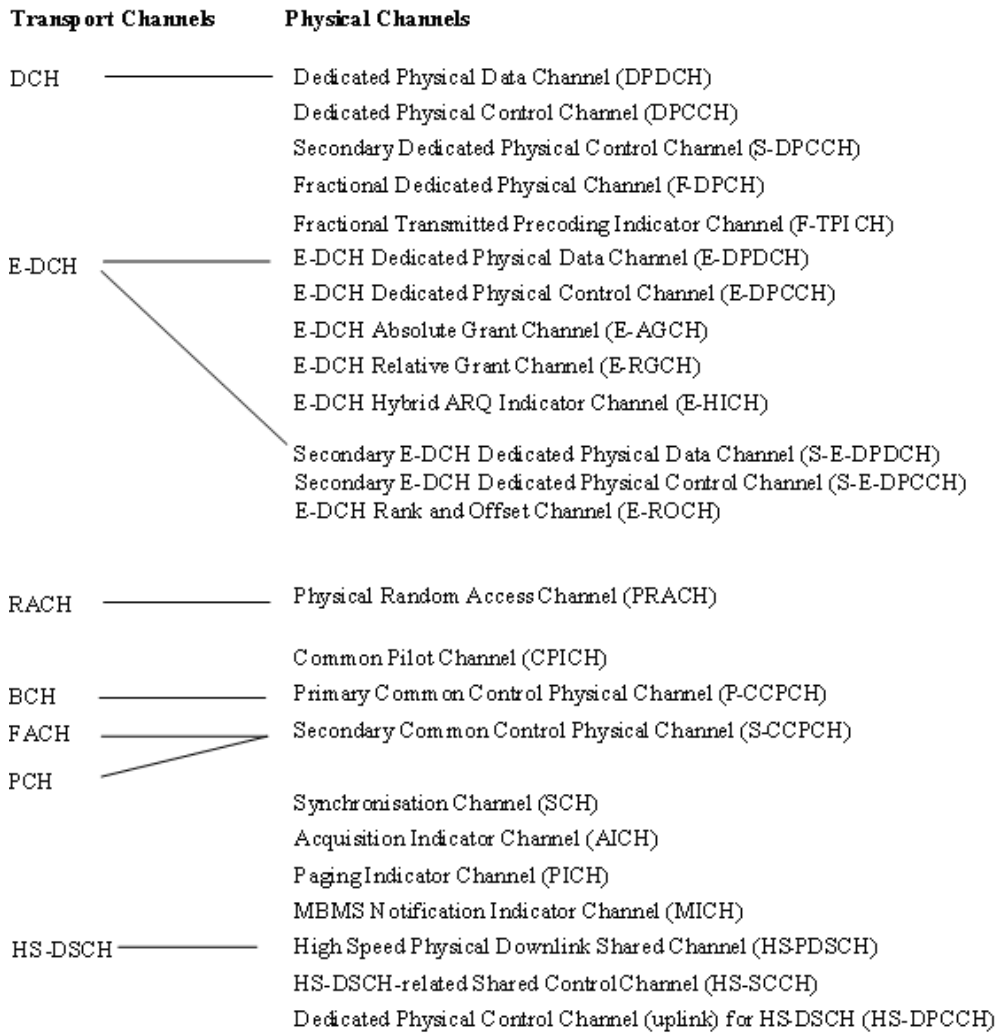 Transport Channels Physical Channels
DCH Dedicated Physical Data Channel (DPDCH)
Dedicated Physical Control Channel (DPCCH)
Secondary Dedicated Physical Control Channel (S-DPCCH)
Fractional Dedicated Physical Channel (F-DPCH)
Fractional Transmitted Precoding Indicator Channel (F-TPICH)
E-DCH E-DCH Dedicated Physical Data Channel (E-DPDCH)
E-DCH Dedicated Physical Control Channel (E-DPCCH)
E-DCH Absolute Grant Channel (E-AGCH)
E-DCH Relative Grant Channel (E-RGCH)
E-DCH Hybrid ARQ Indicator Channel (E-HICH)
Secondary E-DCH Dedicated Physical Data Channel (S-E-DPDCH)
Secondary E-DCH Dedicated Physical Control Channel (S-E-DPCCH)
E-DCH Rank and Offset Channel (E-ROCH)
RACH Physical Random Access Channel (PRACH)
Common Pilot Channel (CPICH)
BCH Primary Common Control Physical Channel (P-CCPCH)
FACH Secondary Common Control Physical Channel (S-CCPCH)
PCH
Synchronisation Channel (SCH)
Acquisition Indicator Channel (AICH)
Paging Indicator Channel (PICH)
MBMS Notification Indicator Channel (MICH)
HS-DSCH High Speed Physical Downlink Shared Channel (HS-PDSCH)
HS-DSCH-related Shared Control Channel (HS-SCCH)
Dedicated Physical Control Channel (uplink) for HS-DSCH (HS-DPCCH)